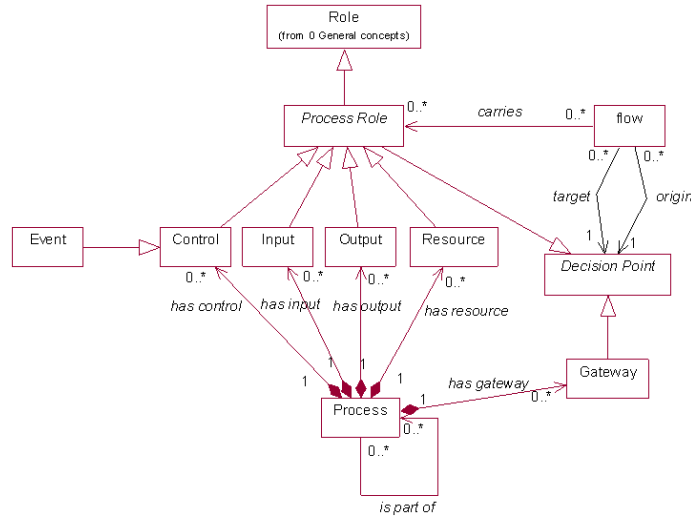 Role
(from 0 General concepts)
Process Role
0..*
carries
0..*
flow
0..*
0..*
target
origin
1
1
Event
Control
Input
Output
Resource
Decision Point
0..*
0..*
0..*
0..*
has control
has input
has output
has resource
1
1
1
1
Process
1
has gateway
0..*
Gateway
0..*
0..*
is part of